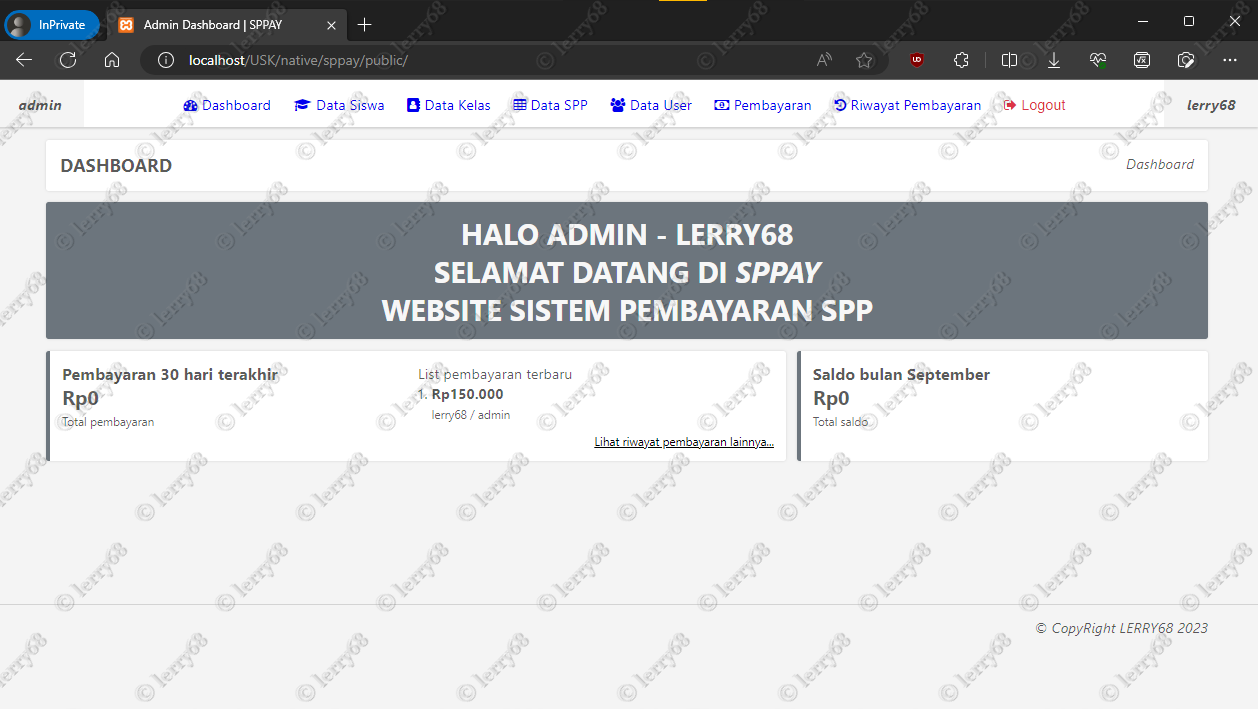 InPrivate
Admin Dashboard | SPPAY
localhost/USK/native/sppay/public/
admin
Dashboard Data Siswa Data Kelas Data SPP Data User Pembayaran Riwayat Pembayaran Logout
lerry68
DASHBOARD
Dashboard
HALO ADMIN - LERRY68
SELAMAT DATANG DI SPPAY
WEBSITE SISTEM PEMBAYARAN SPP
Pembayaran 30 hari terakhir
Rp0
Total pembayaran
List pembayaran terbaru
1. Rp150.000
lerry68 / admin
Lihat riwayat pembayaran lainnya...
Saldo bulan September
Rp0
Total saldo
© CopyRight LERRY68 2023
© lerry68